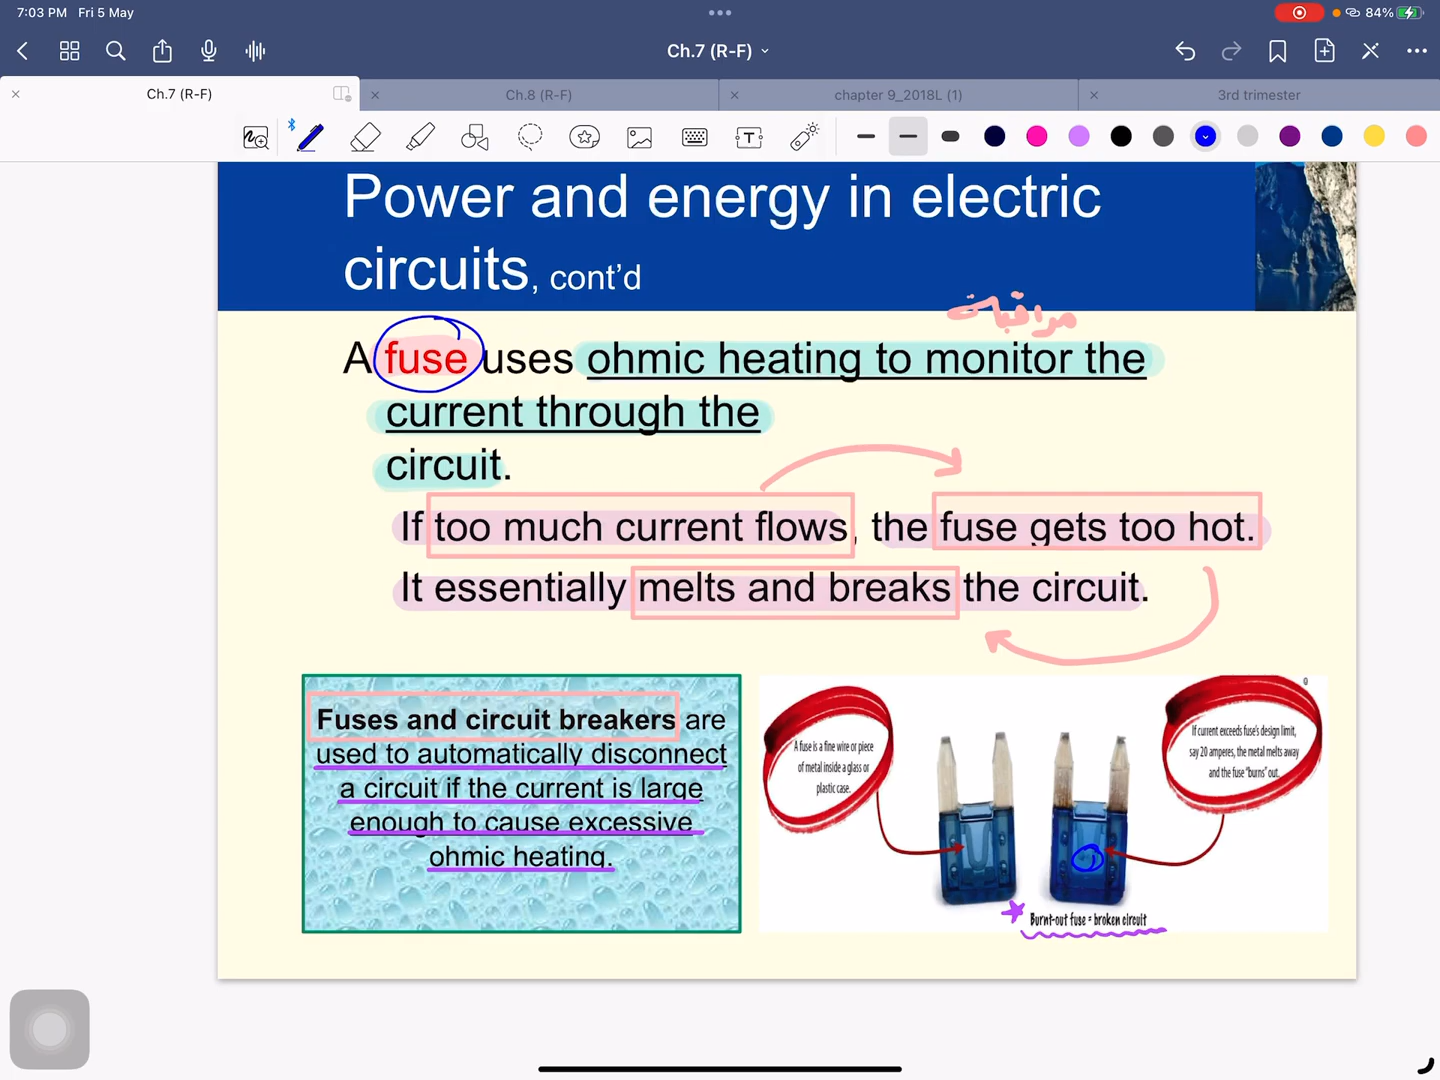 7:03 PM Fri 5 May
84%
Ch.7 (R-F)
Ch.7 (R-F)
Ch.8 (R-F)
chapter 9_2018L (1)
3rd trimester
T
Power and energy in electric
circuits, cont’d
مراقبة
A fuse uses ohmic heating to monitor the
current through the
circuit.
If too much current flows, the fuse gets too hot.
It essentially melts and breaks the circuit.
Fuses and circuit breakers are
used to automatically disconnect
a circuit if the current is large
enough to cause excessive
ohmic heating.
A fuse is a fine wire or piece
of metal inside a glass or
plastic case.
If current exceeds fuse's design limit,
say 20 amperes, the metal melts away
and the fuse "burns" out.
Burnt-out fuse = broken circuit